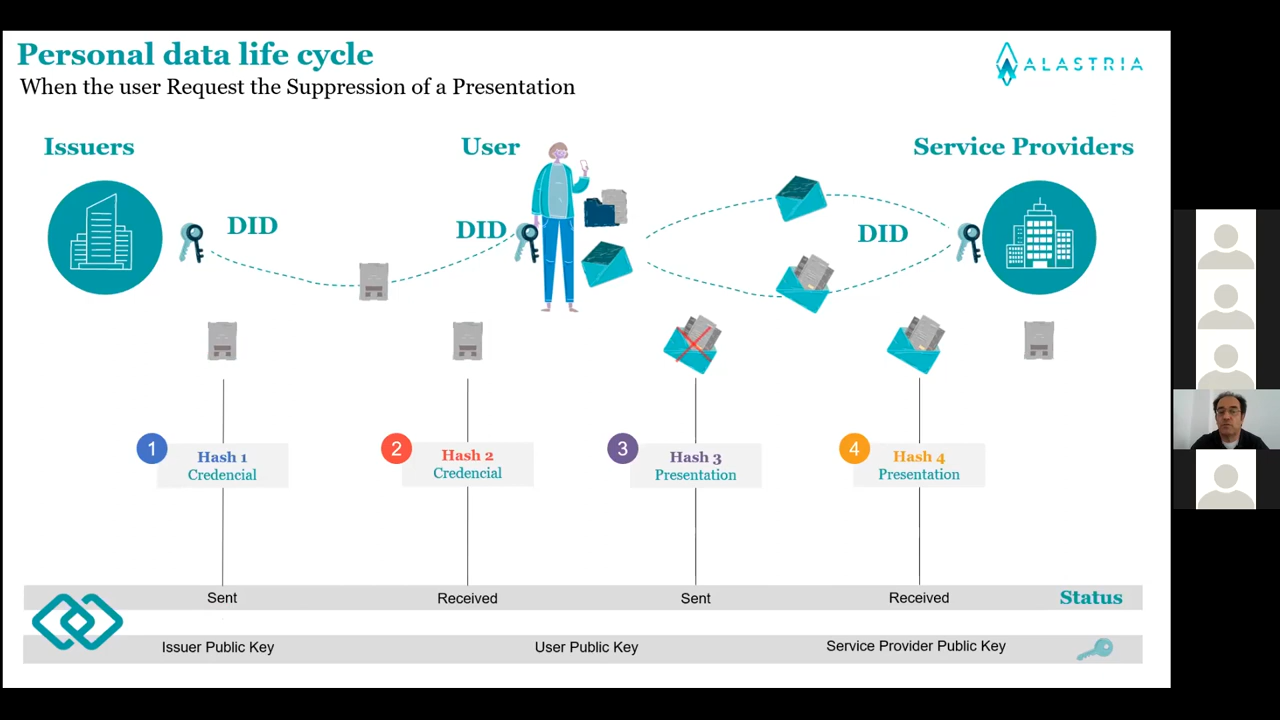 Personal data life cycle
When the user Request the Suppression of a Presentation
ALASTRIA
Issuers
User
Service Providers
DID
DID
DID
1
Hash 1
Credencial
2
Hash 2
Credencial
3
Hash 3
Presentation
4
Hash 4
Presentation
Sent
Received
Sent
Received
Status
Issuer Public Key
User Public Key
Service Provider Public Key